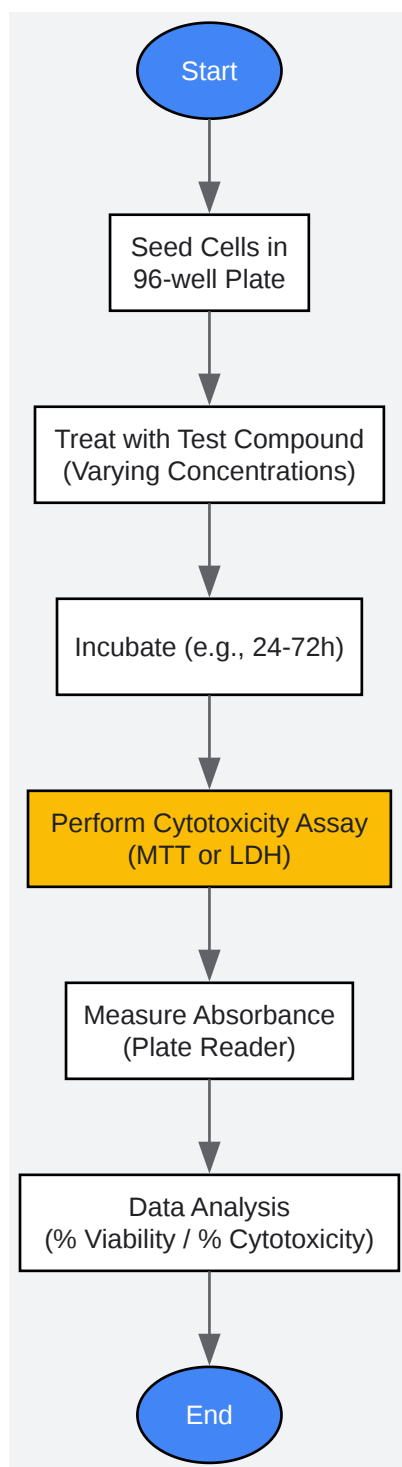 Start
Seed Cells in
96-well Plate
Treat with Test Compound
(Varying Concentrations)
Incubate (e.g., 24-72h)
Perform Cytotoxicity Assay
(MTT or LDH)
Measure Absorbance
(Plate Reader)
Data Analysis
(% Viability / % Cytotoxicity)
End